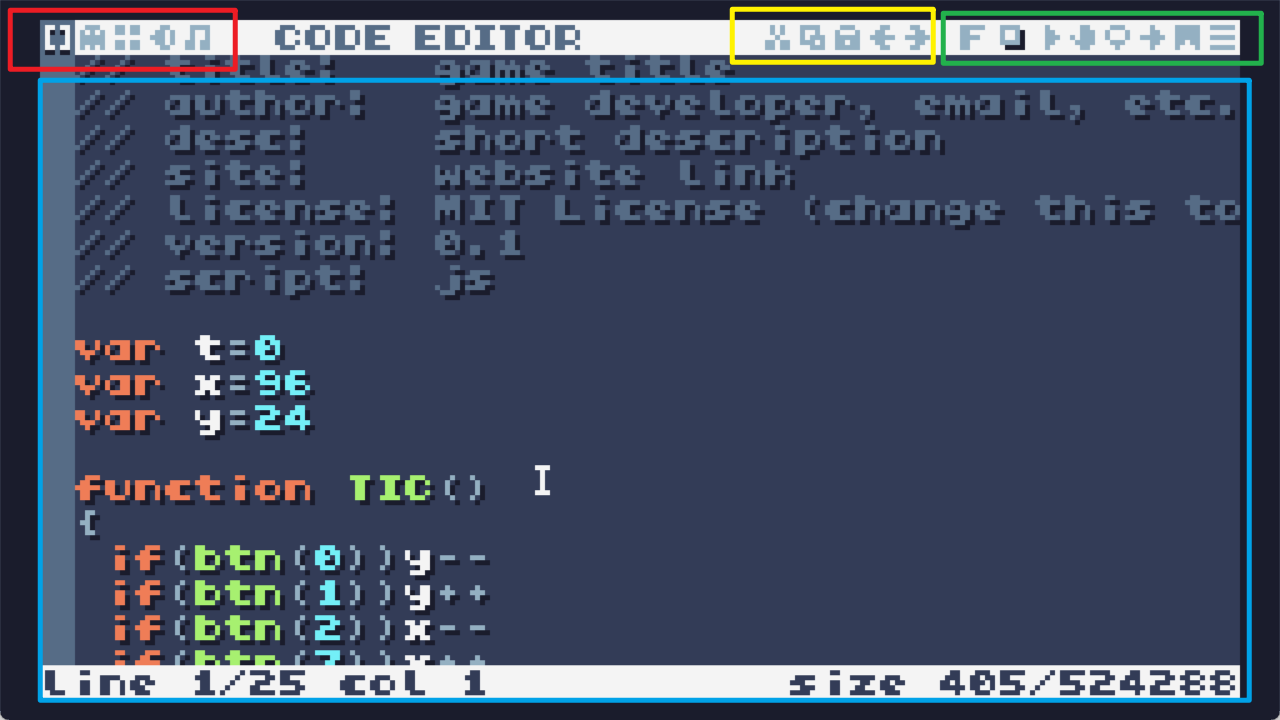 CODE EDITOR F
// title: game title
// author: game developer, email, etc.
// desc: short description
// site: website link
// license: MIT License (change this to
// version: 0.1
// script: js
var t=0
var x=96
var y=24
function TIC()
{
if(btn(0))y--
if(btn(1))y++
if(btn(2))x--
if(btn(
line 1/25 col 1 size 405/524288